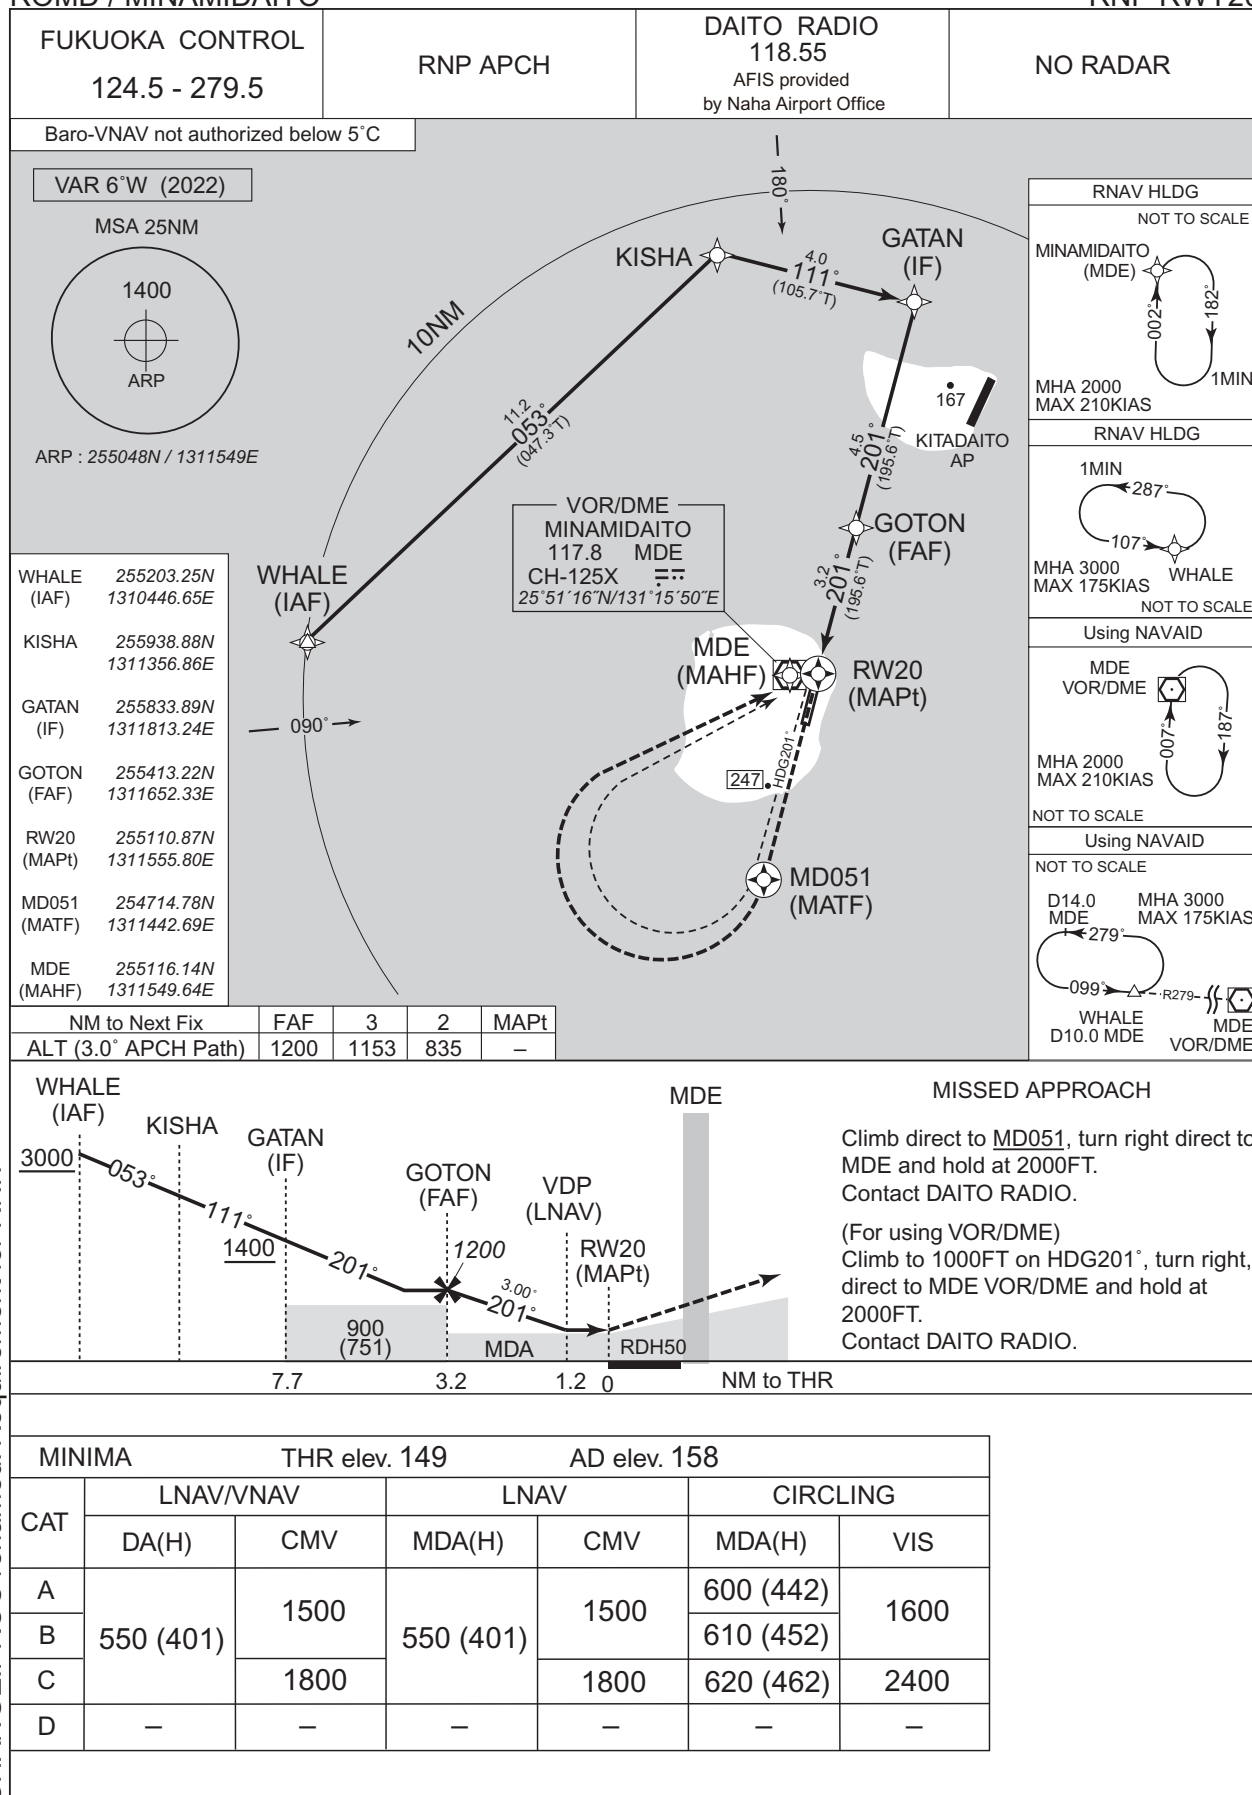 FUKUOKA CONTROL
124.5 - 279.5
RNP APCH
DAITO RADIO
118.55
AFIS provided
by Naha Airport Office
NO RADAR
Baro-VNAV not authorized below 5˚C
VAR 6˚W (2022)
MSA 25NM
1400
ARP
ARP : 255048N / 1311549E
180˚
10NM
KISHA
4.0
111˚
(105.7˚T)
GATAN
(IF)
11.2
053˚
(047.3˚T)
167
KITADAITO
AP
4.5
201˚
(195.6˚T)
GOTON
(FAF)
3.2
201˚
(195.6˚T)
VOR/DME
MINAMIDAITO
117.8 MDE
CH-125X
25˚51´16˝N/131˚15´50˝E
WHALE
(IAF)
090˚
MDE
(MAHF)
RW20
(MAPt)
HDG201˚
247
MD051
(MATF)
WHALE 255203.25N
(IAF) 1310446.65E
KISHA 255938.88N
1311356.86E
GATAN 255833.89N
(IF) 1311813.24E
GOTON 255413.22N
(FAF) 1311652.33E
RW20 255110.87N
(MAPt) 1311555.80E
MD051 254714.78N
(MATF) 1311442.69E
MDE 255116.14N
(MAHF) 1311549.64E
RNAV HLDG
NOT TO SCALE
MINAMIDAITO
(MDE)
002˚
182˚
1MIN
MHA 2000
MAX 210KIAS
RNAV HLDG
1MIN
287˚
107˚
MHA 3000
MAX 175KIAS
WHALE
NOT TO SCALE
Using NAVAID
MDE
VOR/DME
007˚
187˚
MHA 2000
MAX 210KIAS
NOT TO SCALE
Using NAVAID
NOT TO SCALE
D14.0
MDE
MHA 3000
MAX 175KIAS
279˚
099˚
R279
WHALE
D10.0 MDE
MDE
VOR/DME
NM to Next Fix FAF 3 2 MAPt
ALT (3.0˚ APCH Path) 1200 1153 835 –
WHALE
(IAF)
3000
053˚
KISHA
111˚
GATAN
(IF)
1400
201˚
GOTON
(FAF)
1200
3.00˚
201˚
VDP
(LNAV)
RW20
(MAPt)
MDE
900
(751)
MDA
RDH50
7.7 3.2 1.2 0 NM to THR
MISSED APPROACH
Climb direct to MD051, turn right direct to
MDE and hold at 2000FT.
Contact DAITO RADIO.
(For using VOR/DME)
Climb to 1000FT on HDG201˚, turn right,
direct to MDE VOR/DME and hold at
2000FT.
Contact DAITO RADIO.
MINIMA THR elev. 149 AD elev. 158
CAT LNAV/VNAV LNAV CIRCLING
DA(H) CMV MDA(H) CMV MDA(H) VIS
A 550 (401) 1500 550 (401) 1500 600 (442) 1600
B 610 (452)
C 1800 1800 620 (462) 2400
D – – – – – –